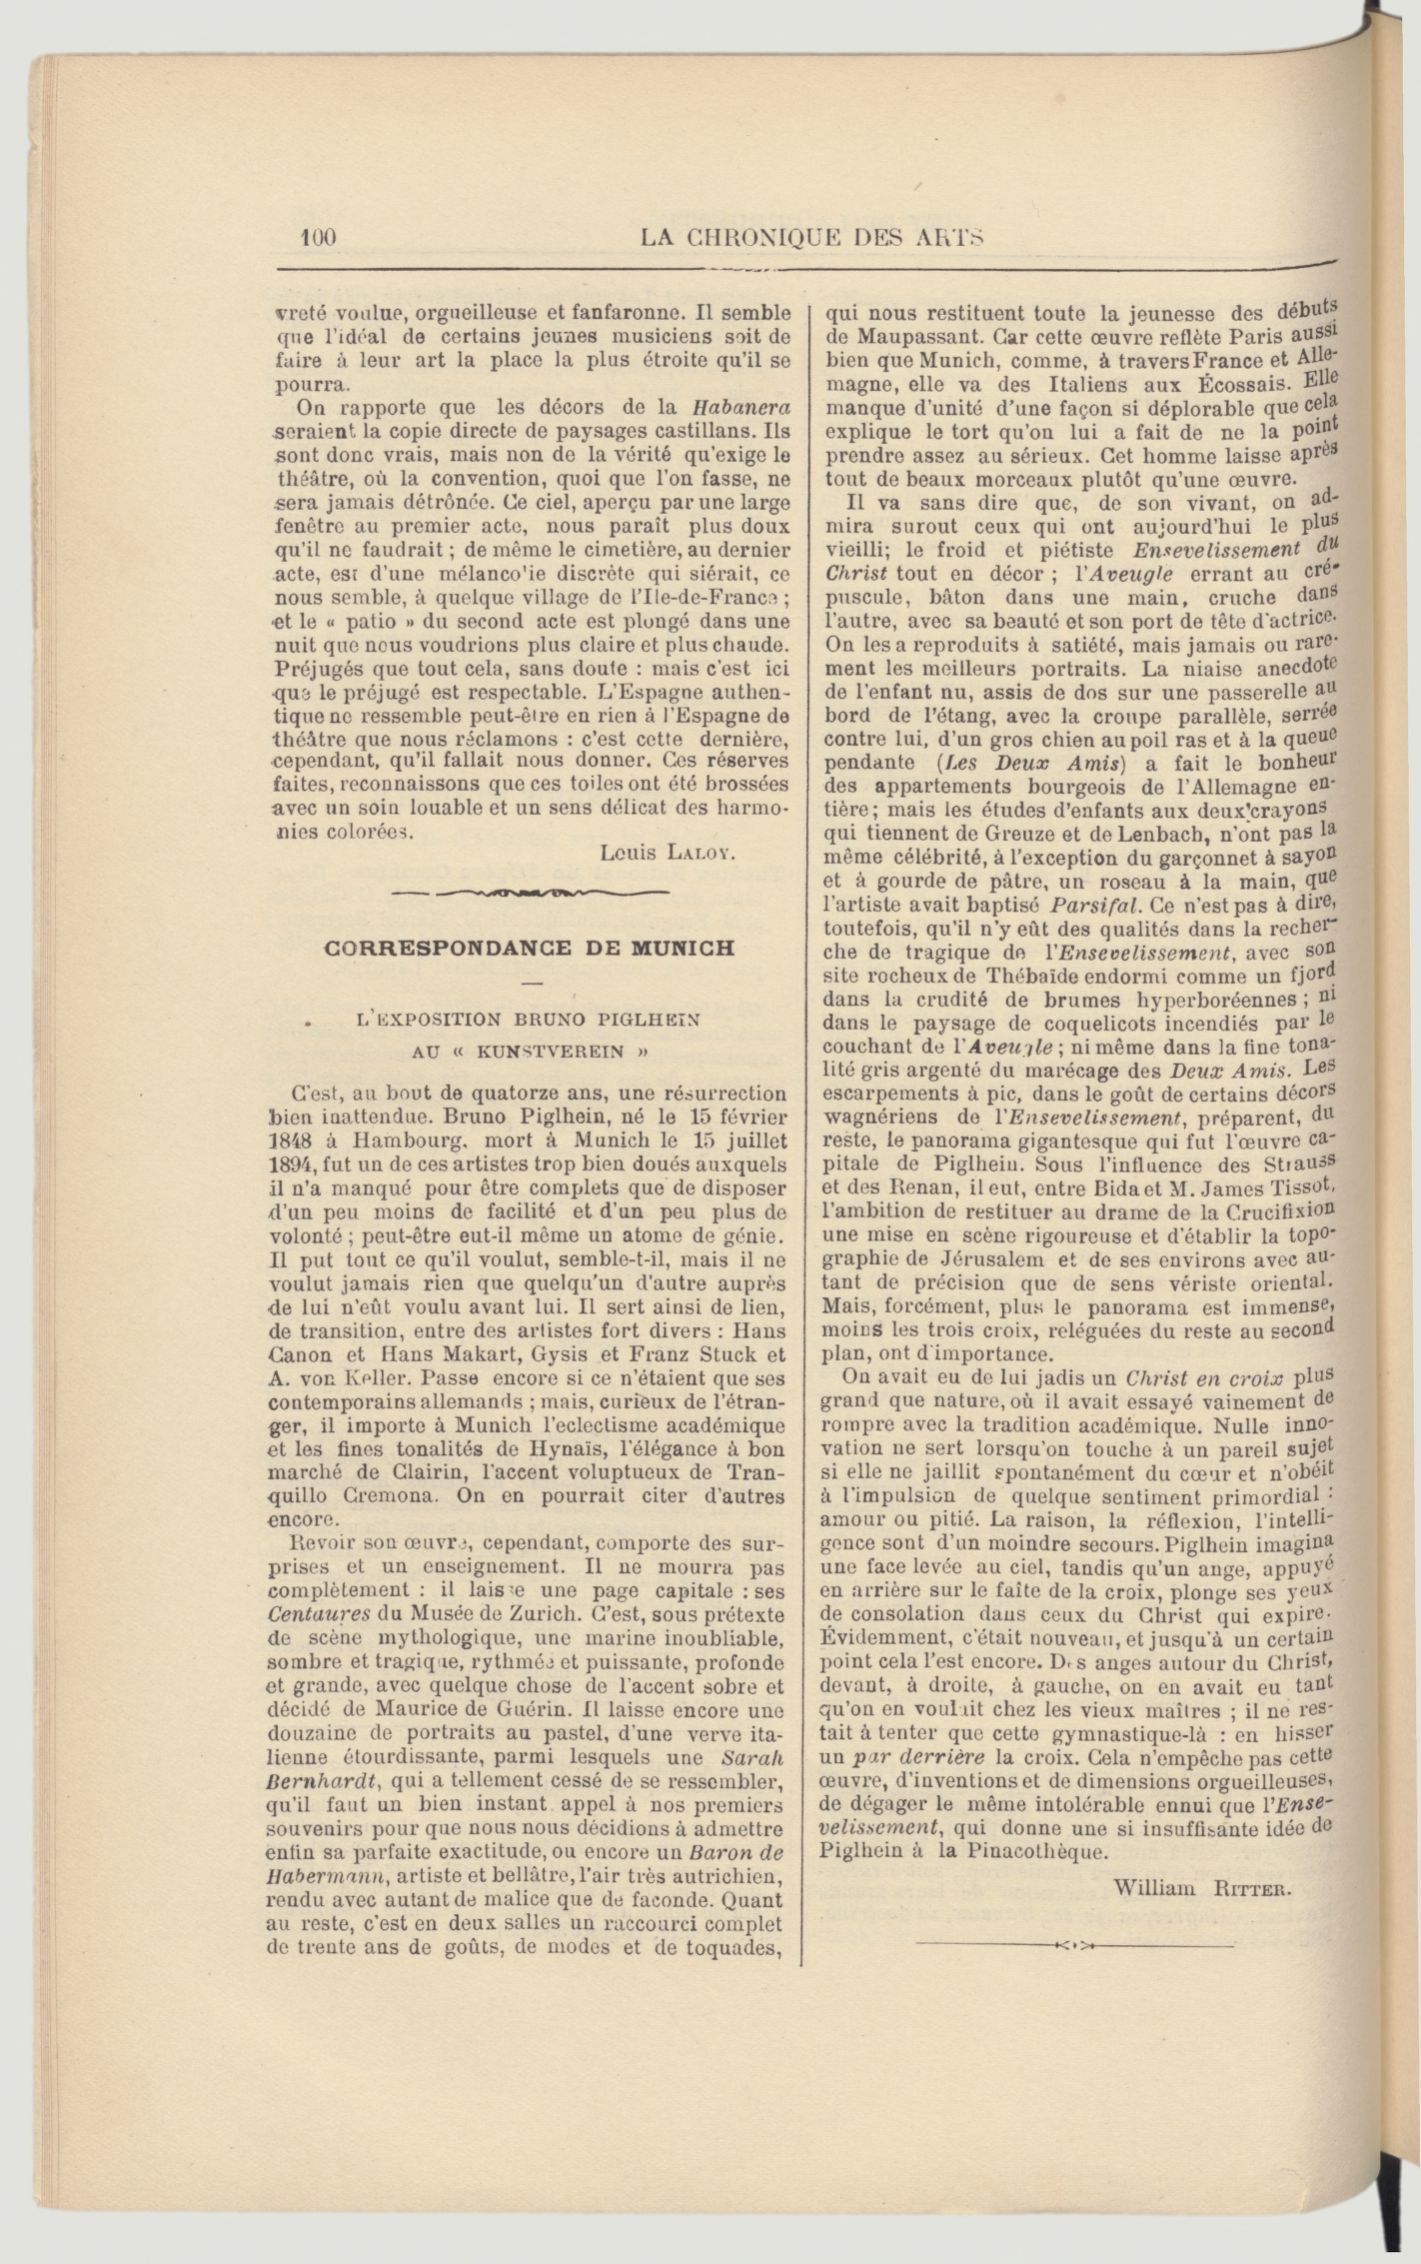 100
LA CHRONIQUE DES ARTS
vreté voulue, orgueilleuse et fanfaronne. Il semble
que l'idéal de certains jeunes musiciens soit de
faire à leur art la place la plus étroite qu'il se
pourra.
On rapporte que les décors de la Habanera
seraient la copie directe de paysages castillans. Ils
sont donc vrais, mais non de la vérité qu'exige le
théâtre, où la convention, quoi que l'on fasse, ne
sera jamais détrônée. Ce ciel, aperçu par une large
fenêtre au premier acte, nous paraît plus doux
qu'il ne faudrait ; de même le cimetière, au dernier
acte, est d'une mélancolie discrète qui siérait, ce
nous semble, à quelque village de l'Ile-de-France ;
et le « patio » du second acte est plongé dans une
nuit que nous voudrions plus claire et plus chaude.
Préjugés que tout cela, sans doute : mais c'est ici
que le préjugé est respectable. L'Espagne authen-
tique ne ressemble peut-être en rien à l'Espagne de
théâtre que nous réclamons : c'est cette dernière,
cependant, qu'il fallait nous donner. Ces réserves
faites, reconnaissons que ces toiles ont été brossées
avec un soin louable et un sens délicat des harmo-
nies colorées.
Louis LALOY.
CORRESPONDANCE DE MUNICH
L'EXPOSITION BRUNO PIGLHEIN
AU « KUNSTVEREIN »
C'est, au bout de quatorze ans, une résurrection
bien inattendue. Bruno Piglhein, né le 15 février
1848 à Hambourg, mort à Munich le 15 juillet
1894, fut un de ces artistes trop bien doués auxquels
il n'a manqué pour être complets que de disposer
d'un peu moins de facilité et d'un peu plus de
volonté ; peut-être eut-il même un atome de génie.
Il put tout ce qu'il voulut, semble-t-il, mais il ne
voulut jamais rien que quelqu'un d'autre auprès
de lui n'eût voulu avant lui. Il sert ainsi de lien,
de transition, entre des artistes fort divers : Hans
Canon et Hans Makart, Gysis et Franz Stuck et
A. von Keller. Passe encore si ce n'étaient que ses
contemporains allemands ; mais, curieux de l'étran-
ger, il importe à Munich l'eclectisme académique
et les fines tonalités de Hynaïs, l'élégance à bon
marché de Clairin, l'accent voluptueux de Tran-
quillo Cremona. On en pourrait citer d'autres
encore.
Revoir son œuvre, cependant, comporte des sur-
prises et un enseignement. Il ne mourra pas
complètement : il laisse une page capitale : ses
Centaures du Musée de Zurich. C'est, sous prétexte
de scène mythologique, une marine inoubliable,
sombre et tragique, rythmée et puissante, profonde
et grande, avec quelque chose de l'accent sobre et
décidé de Maurice de Guérin. Il laisse encore une
douzaine de portraits au pastel, d'une verve ita-
lienne étourdissante, parmi lesquels une Sarah
Bernhardt, qui a tellement cessé de se ressembler,
qu'il faut un bien instant appel à nos premiers
souvenirs pour que nous nous décidions à admettre
enfin sa parfaite exactitude, ou encore un Baron de
Habermann, artiste et bellâtre, l'air très autrichien,
rendu avec autant de malice que de faconde. Quant
au reste, c'est en deux salles un raccourci complet
de trente ans de goûts, de modes et de toquades,
qui nous restituent toute la jeunesse des débuts
de Maupassant. Car cette œuvre reflète Paris aussi
bien que Munich, comme, à travers France et Alle-
magne, elle va des Italiens aux Écossais. Elle
manque d'unité d'une façon si déplorable que cela
explique le tort qu'on lui a fait de ne la point
prendre assez au sérieux. Cet homme laisse après
tout de beaux morceaux plutôt qu'une œuvre.
Il va sans dire que, de son vivant, on ad-
mira surout ceux qui ont aujourd'hui le plus
vieilli; le froid et piétiste Ensevelissement du
Christ tout en décor ; l'Aveugle errant au cré-
puscule, bâton dans une main, cruche dans
l'autre, avec sa beauté et son port de tête d'actrice.
On les a reproduits à satiété, mais jamais ou rare-
ment les meilleurs portraits. La niaise anecdote
de l'enfant nu, assis de dos sur une passerelle au
bord de l'étang, avec la croupe parallèle, serrée
contre lui, d'un gros chien au poil ras et à la queue
pendante (Les Deux Amis) a fait le bonheur
des appartements bourgeois de l'Allemagne en-
tière; mais les études d'enfants aux deux crayons
qui tiennent de Greuze et de Lenbach, n'ont pas la
même célébrité, à l'exception du garçonnet à sayon
et à gourde de pâtre, un roseau à la main, que
l'artiste avait baptisé Parsifal. Ce n'est pas à dire,
toutefois, qu'il n'y eût des qualités dans la recher-
che de tragique de l'Ensevelissement, avec son
site rocheux de Thébaïde endormi comme un fjord
dans la crudité de brumes hyperboréennes ; ni
dans le paysage de coquelicots incendiés par le
couchant de l'Aveugle ; ni même dans la fine tona-
lité gris argenté du marécage des Deux Amis. Les
escarpements à pic, dans le goût de certains décors
wagnériens de l'Ensevelissement, préparent, du
reste, le panorama gigantesque qui fut l'œuvre ca-
pitale de Piglhein. Sous l'influence des Strauss
et des Renan, il eut, entre Bida et M. James Tissot,
l'ambition de restituer au drame de la Crucifixion
une mise en scène rigoureuse et d'établir la topo-
graphie de Jérusalem et de ses environs avec au-
tant de précision que de sens vériste oriental.
Mais, forcément, plus le panorama est immense,
moins les trois croix, reléguées du reste au second
plan, ont d'importance.
On avait eu de lui jadis un Christ en croix plus
grand que nature, où il avait essayé vainement de
rompre avec la tradition académique. Nulle inno-
vation ne sert lorsqu'on touche à un pareil sujet
si elle ne jaillit spontanément du cœur et n'obéit
à l'impulsion de quelque sentiment primordial :
amour ou pitié. La raison, la réflexion, l'intelli-
gence sont d'un moindre secours. Piglhein imagina
une face levée au ciel, tandis qu'un ange, appuyé
en arrière sur le faîte de la croix, plonge ses yeux
de consolation dans ceux du Christ qui expire.
Évidemment, c'était nouveau, et jusqu'à un certain
point cela l'est encore. Des anges autour du Christ,
devant, à droite, à gauche, on en avait eu tant
qu'on en voulait chez les vieux maîtres ; il ne res-
tait à tenter que cette gymnastique-là : en hisser
un par derrière la croix. Cela n'empêche pas cette
œuvre, d'inventions et de dimensions orgueilleuses,
de dégager le même intolérable ennui que l'Ense-
velissement, qui donne une si insuffisante idée de
Piglhein à la Pinacothèque.
William RITTER.